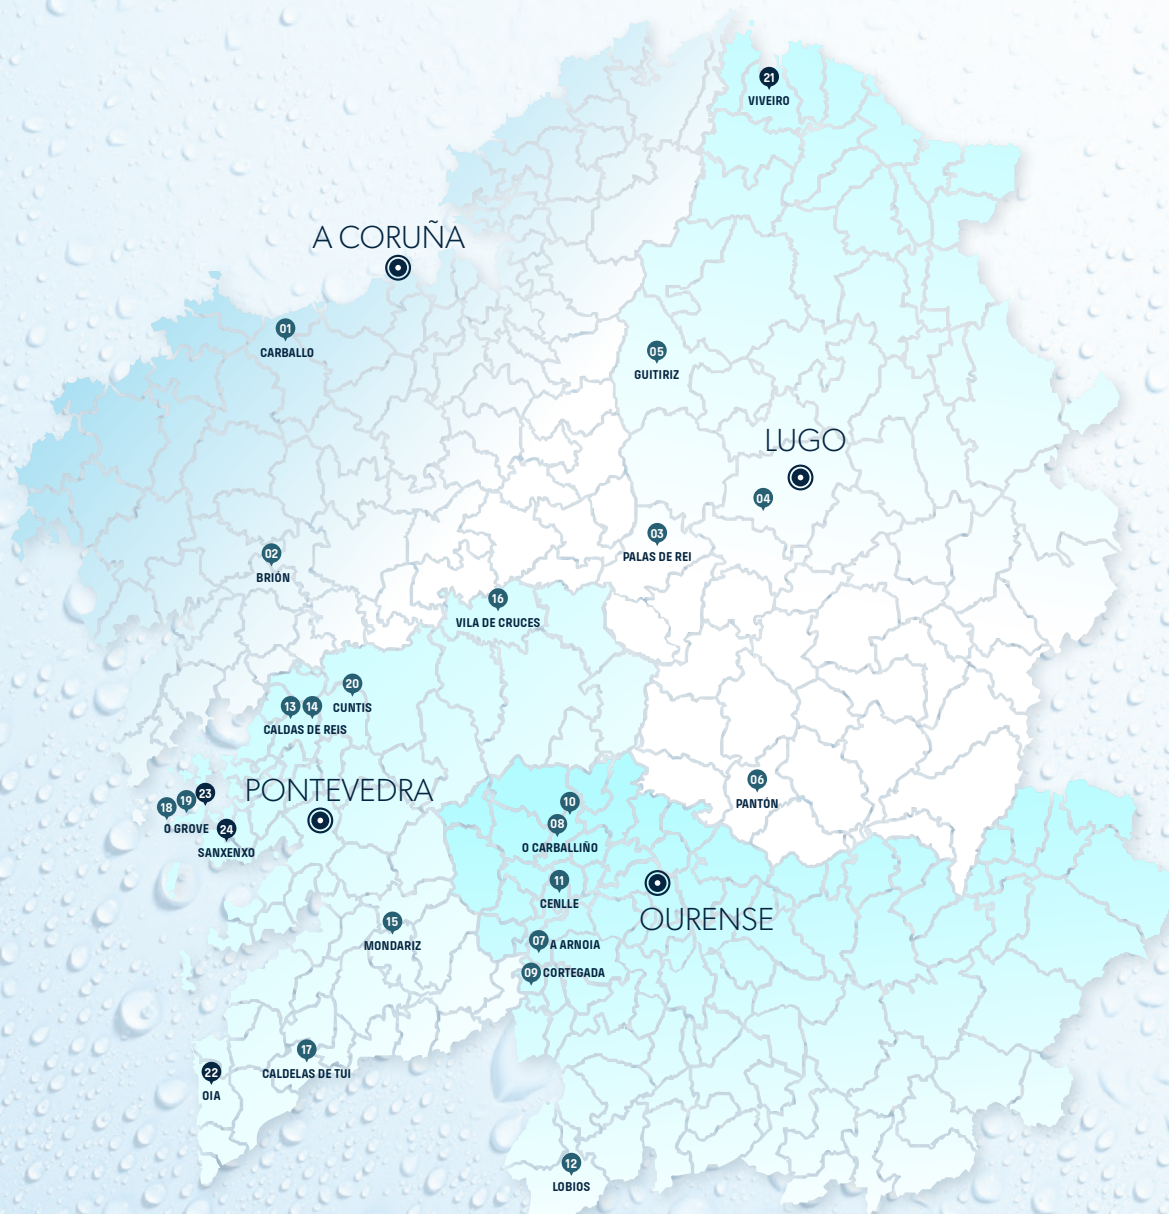 21
VIVEIRO
A CORUÑA
01
CARBALLO
05
GUITIRIZ
LUGO
04
03
PALAS DE REI
02
BRIÓN
16
VILA DE CRUCES
20
CUNTIS
13 14
CALDAS DE REIS
PONTEVEDRA
18 19 23
O GROVE
24
SANXENXO
06
PANTÓN
10
08
O CARBALLIÑO
11
CENLLE
OURENSE
15
MONDARIZ
07 A ARNOIA
09 CORTEGADA
17
CALDELAS DE TUI
22
OIA
12
LOBIOS